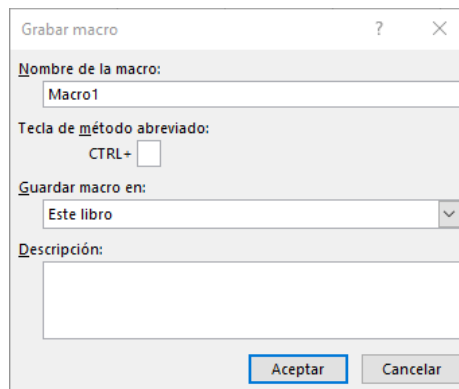 Grabar macro
Nombre de la macro:
Macro1
Tecla de método abreviado:
CTRL+
Guardar macro en:
Este libro
Descripción:
Aceptar Cancelar